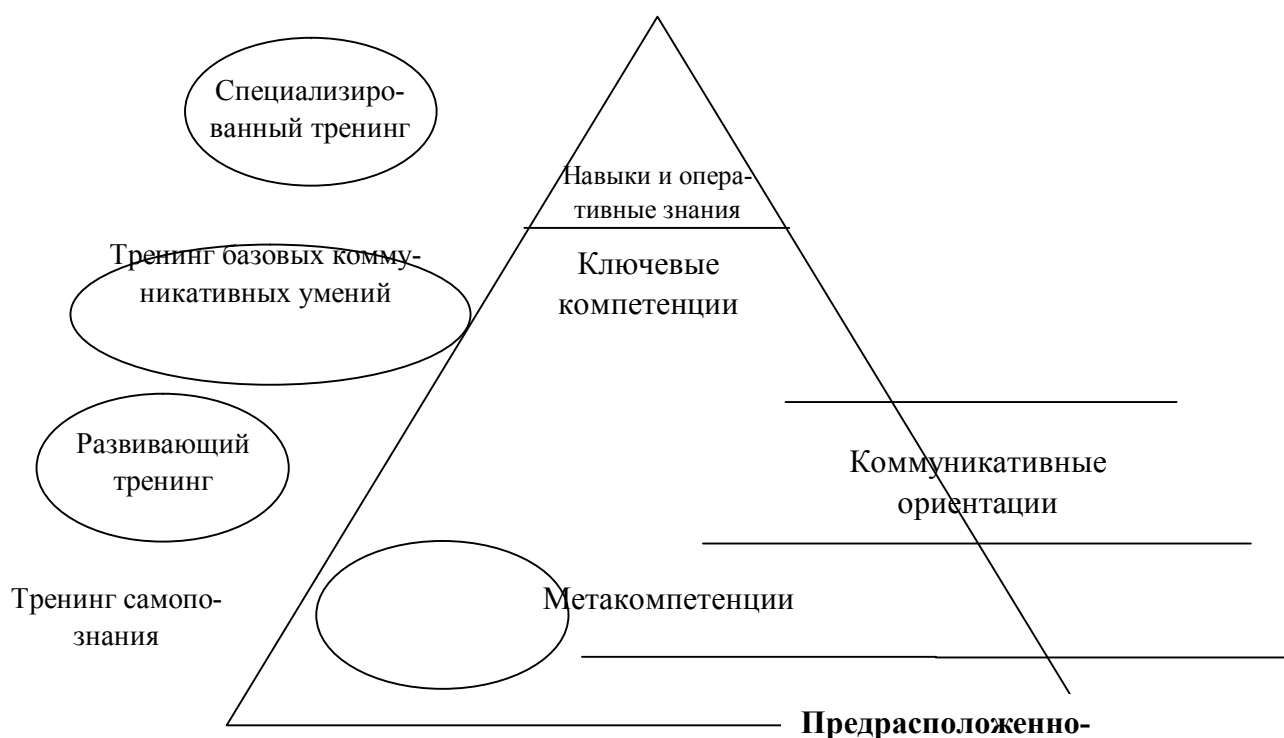 Специализиро-
ванный тренинг
Навыки и опера-
тивные знания
Тренинг базовых комму-
никативных умений
Ключевые
компетенции
Развивающий
тренинг
Коммуникативные
ориентации
Тренинг самопо-
знания
Метакомпетенции
Предрасположенно-